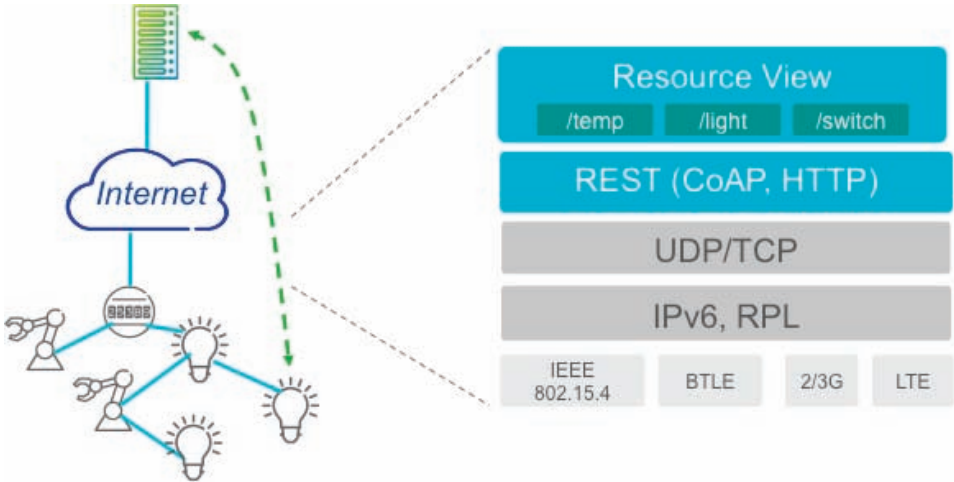 Internet
Resource View
/temp /light /switch
REST (CoAP, HTTP)
UDP/TCP
IPv6, RPL
IEEE
802.15.4
BTLE
2/3G
LTE